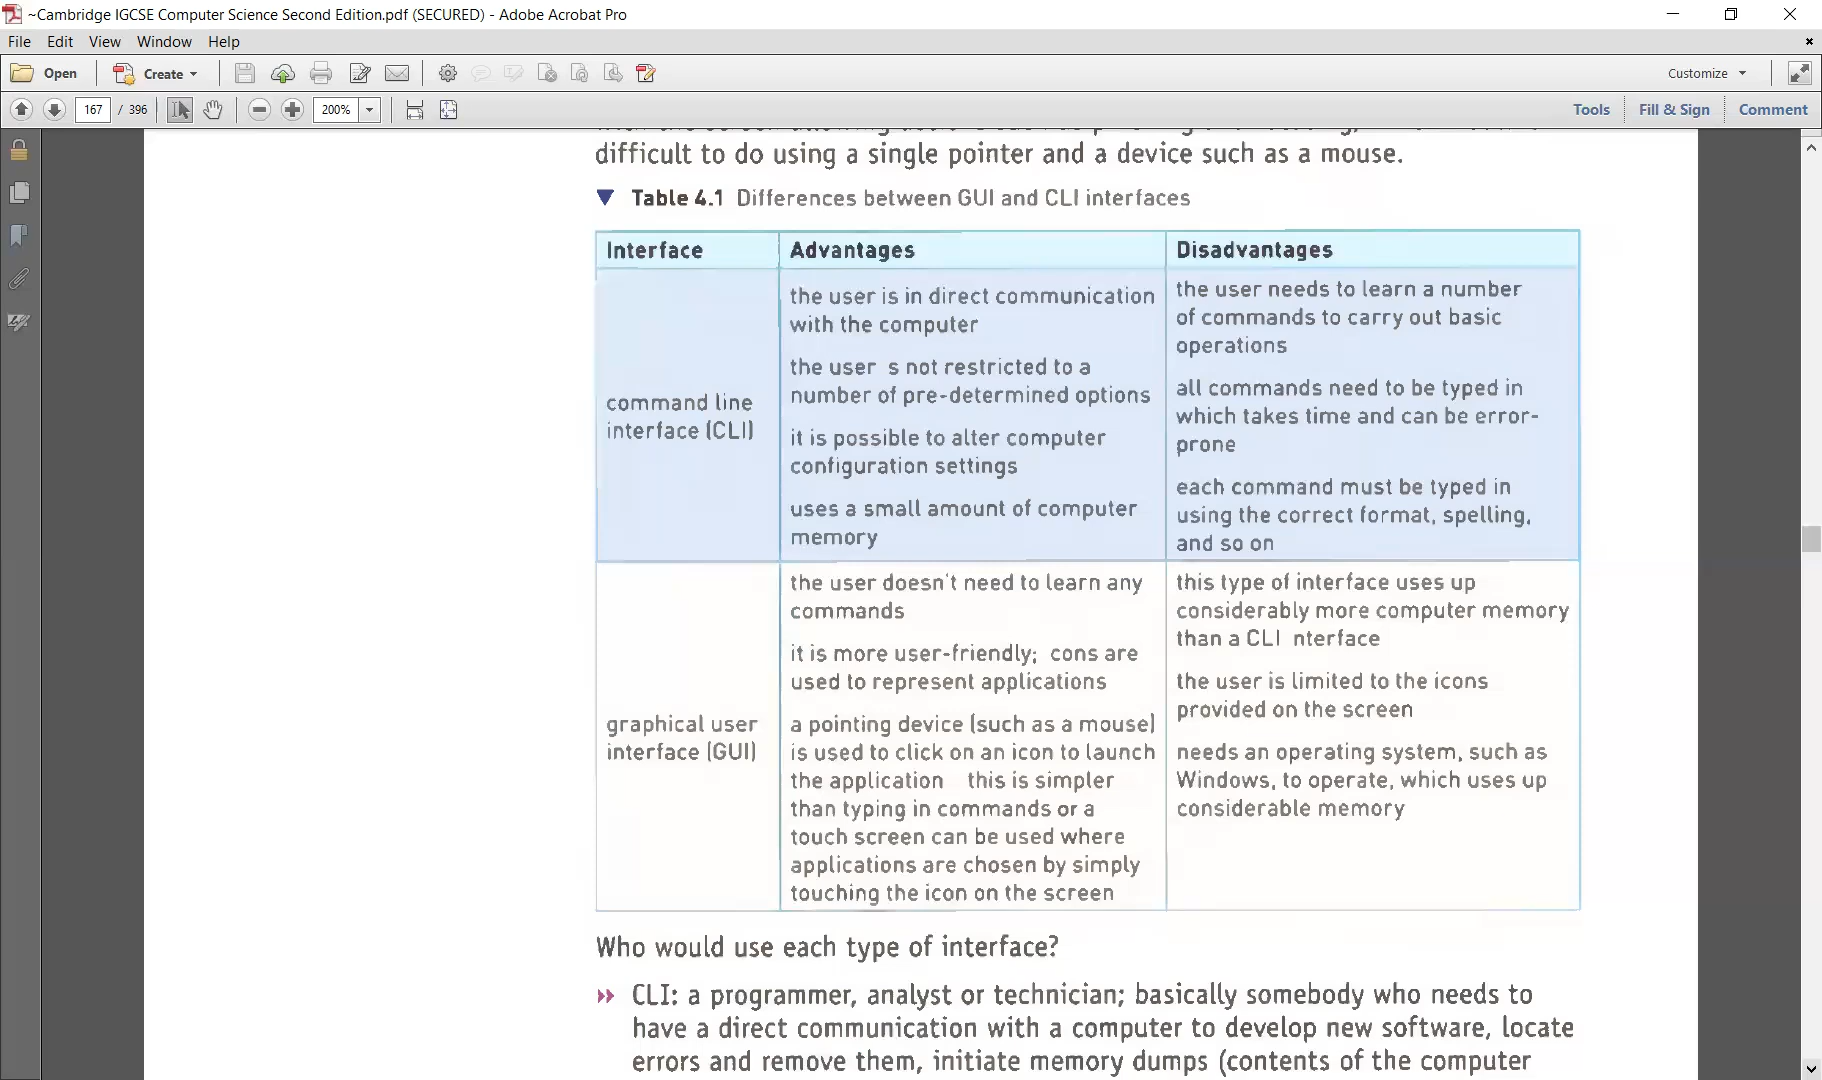 ~Cambridge IGCSE Computer Science Second Edition.pdf (SECURED) - Adobe Acrobat Pro
File Edit View Window Help
Open Create Customize
167 / 396 200% Tools Fill & Sign Comment
difficult to do using a single pointer and a device such as a mouse.
▼ Table 4.1 Differences between GUI and CLI interfaces
Interface Advantages Disadvantages
command line
interface (CLI)
the user is in direct communication
with the computer
the user s not restricted to a
number of pre-determined options
it is possible to alter computer
configuration settings
uses a small amount of computer
memory
the user needs to learn a number
of commands to carry out basic
operations
all commands need to be typed in
which takes time and can be error-
prone
each command must be typed in
using the correct format, spelling,
and so on
graphical user
interface (GUI)
the user doesn't need to learn any
commands
it is more user-friendly; cons are
used to represent applications
a pointing device (such as a mouse)
is used to click on an icon to launch
the application this is simpler
than typing in commands or a
touch screen can be used where
applications are chosen by simply
touching the icon on the screen
this type of interface uses up
considerably more computer memory
than a CLI nterface
the user is limited to the icons
provided on the screen
needs an operating system, such as
Windows, to operate, which uses up
considerable memory
Who would use each type of interface?
CLI: a programmer, analyst or technician; basically somebody who needs to
have a direct communication with a computer to develop new software, locate
errors and remove them, initiate memory dumps (contents of the computer